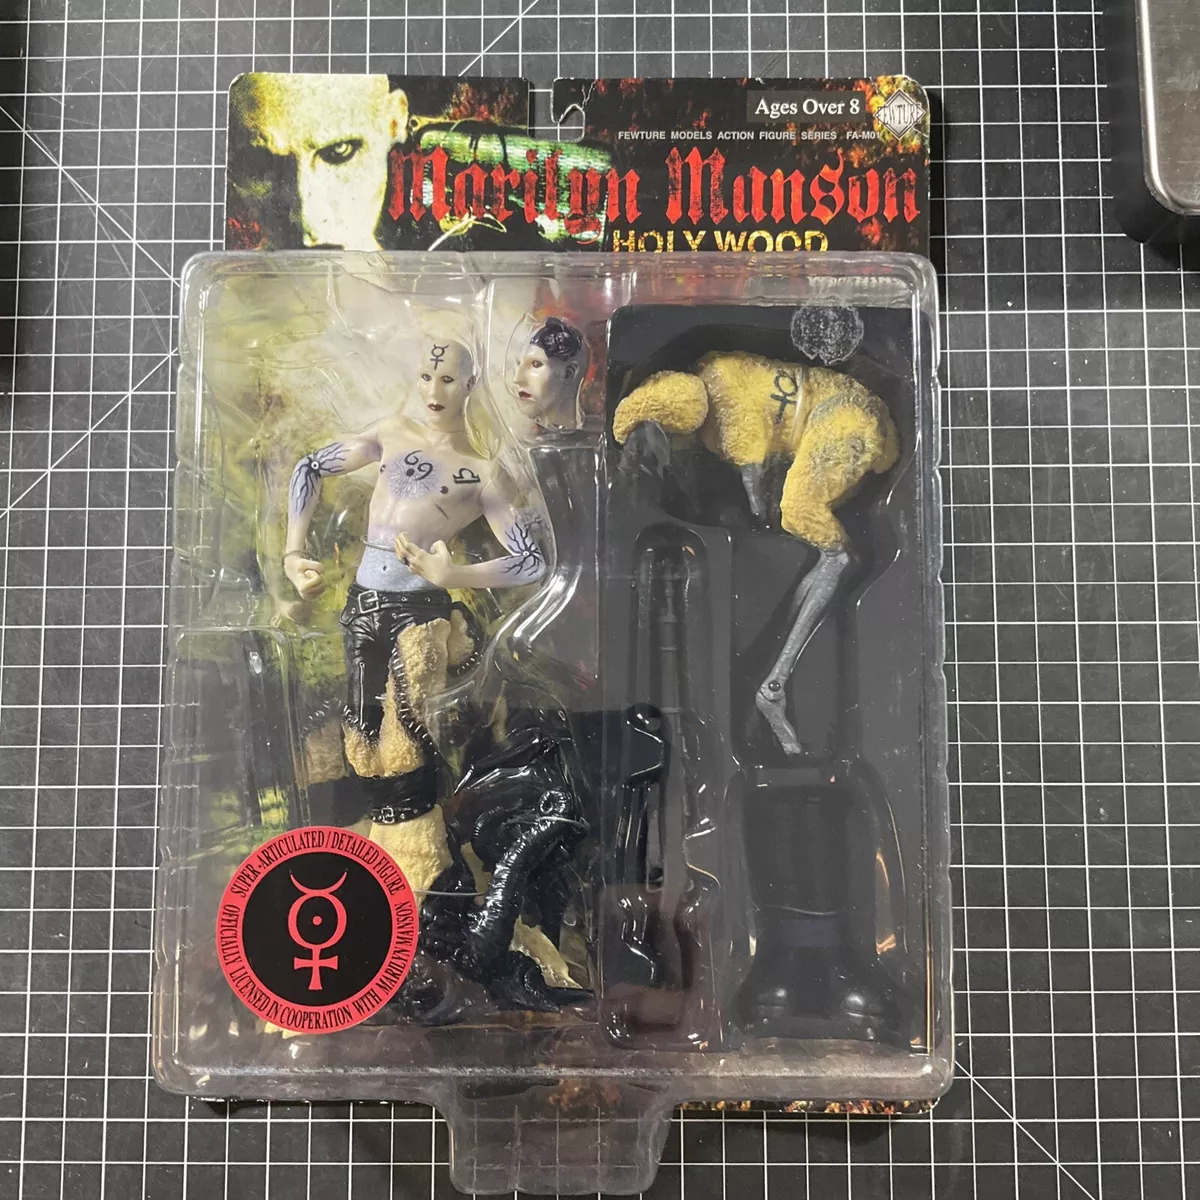 Ages Over 8
FEWTURE
FEWTURE MODELS ACTION FIGURE SERIES FA-M01
Marilyn Manson
HOLY WOOD
69
SUPER-ARTICULATED / DETAILED FIGURE
OFFICIALLY LICENSED IN COOPERATION WITH MARILYN MANSON